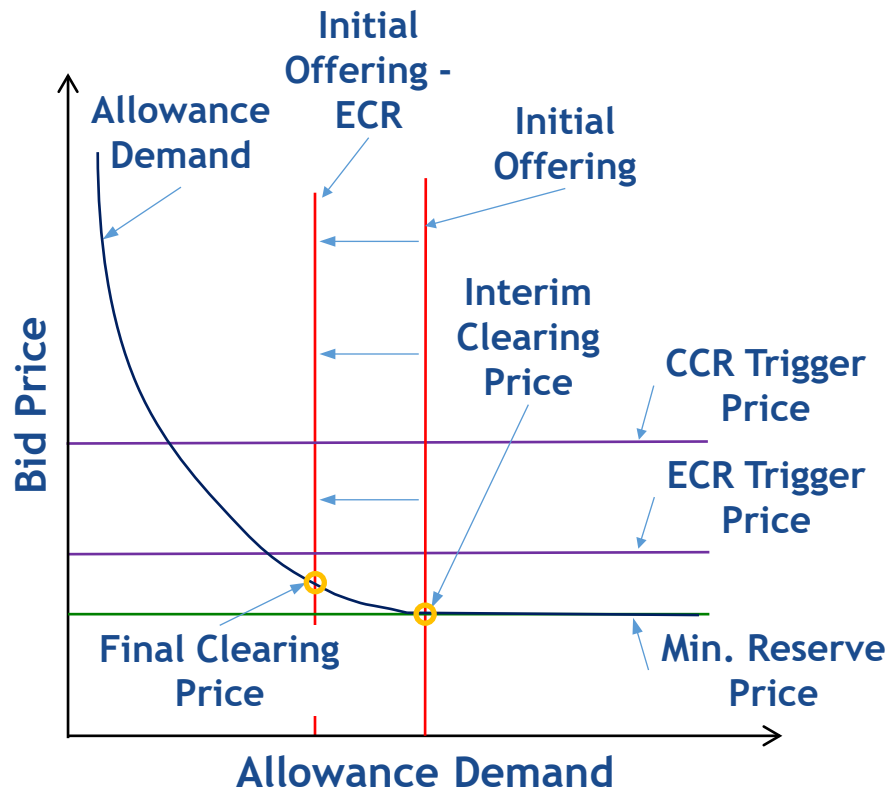 Initial
Offering -
ECR
Allowance
Demand
Initial
Offering
Interim
Clearing
Price
CCR Trigger
Price
ECR Trigger
Price
Bid Price
Final Clearing
Price
Min. Reserve
Price
Allowance Demand